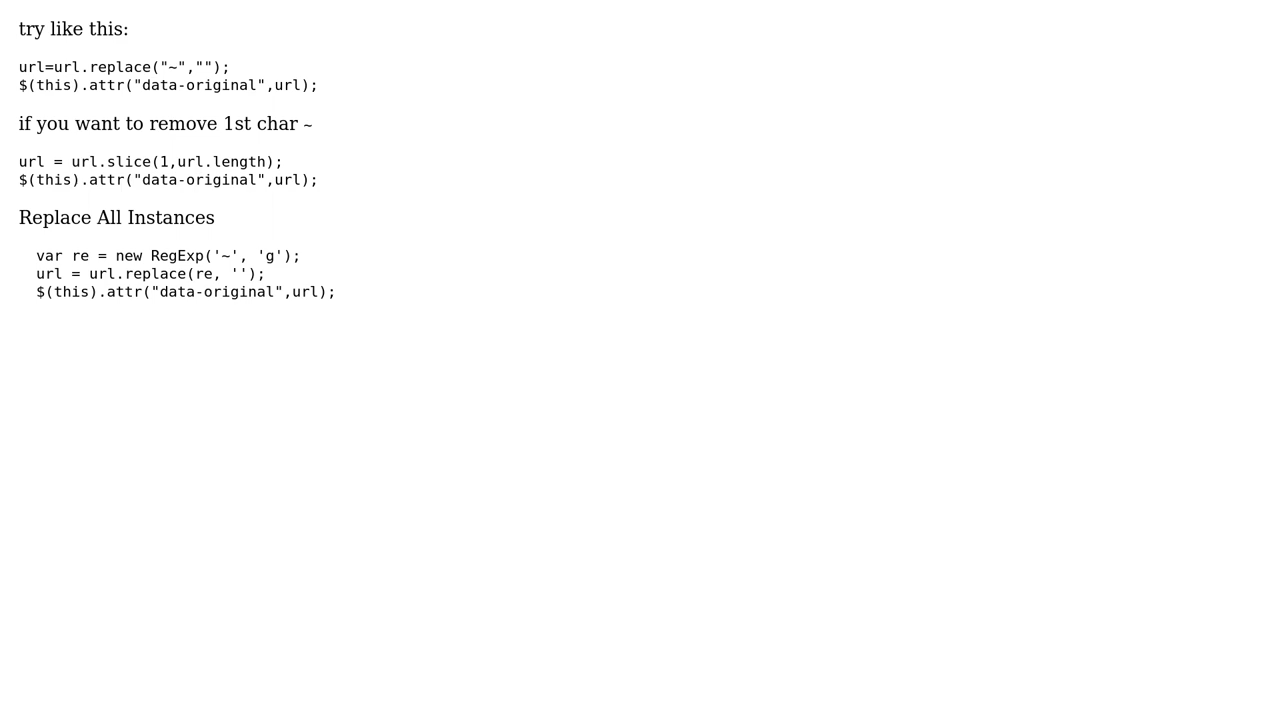 try like this:
url=url.replace("~","");
$(this).attr("data-original",url);
if you want to remove 1st char ~
url = url.slice(1,url.length);
$(this).attr("data-original",url);
Replace All Instances
  var re = new RegExp('~', 'g');
  url = url.replace(re, '');
  $(this).attr("data-original",url);